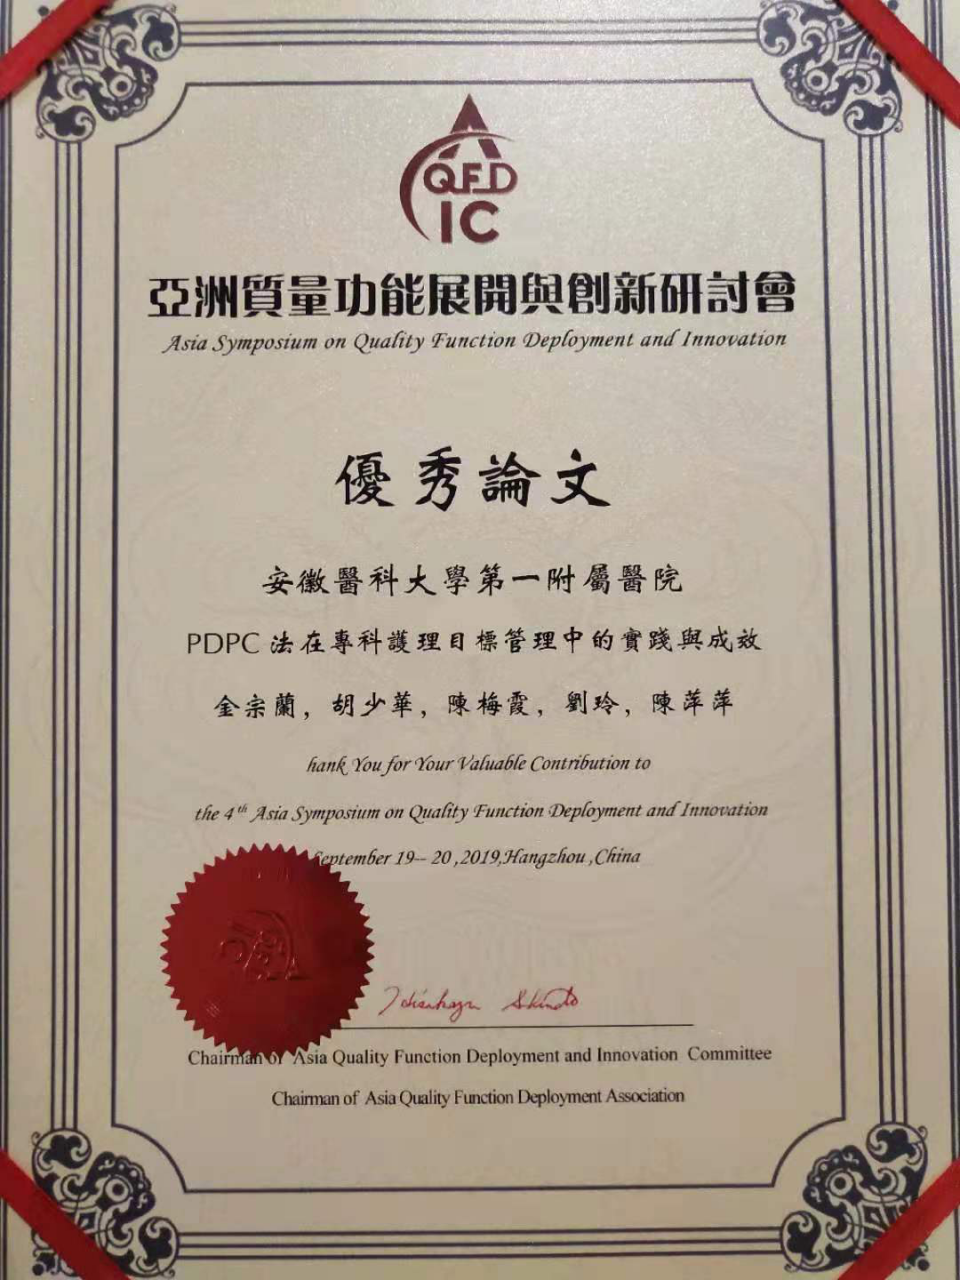 A
QFD
IC
亞洲質量功能展開與創新研討會
Asia Symposium on Quality Function Deployment and Innovation
優秀論文
安徽醫科大學第一附屬醫院
PDPC 法在專科護理目標管理中的實踐與成效
金宗蘭，胡少華，陳梅霞，劉玲，陳萍萍
hank You for Your Valuable Contribution to
the 4th Asia Symposium on Quality Function Deployment and Innovation
September 19-- 20 ,2019,Hangzhou ,China
Chairman of Asia Quality Function Deployment and Innovation Committee
Chairman of Asia Quality Function Deployment Association